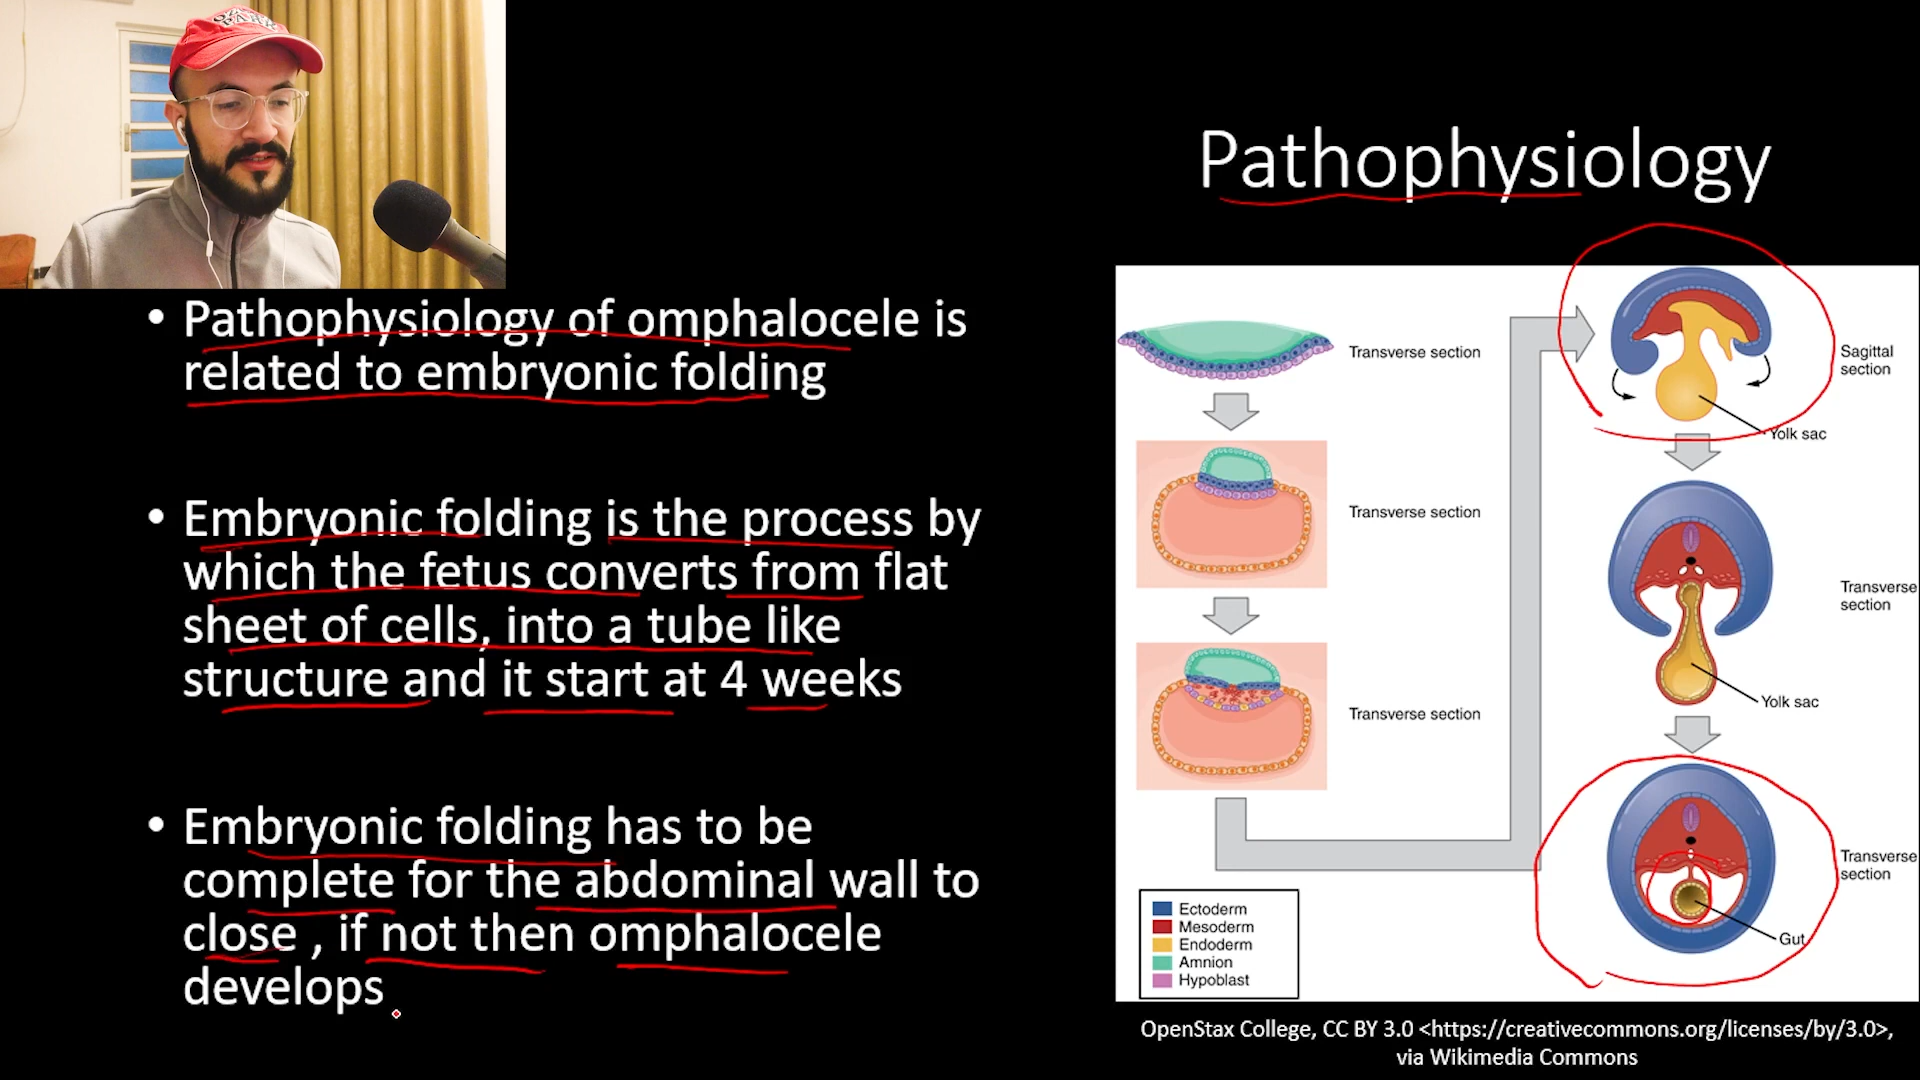 Pathophysiology
• Pathophysiology of omphalocele is
related to embryonic folding
• Embryonic folding is the process by
which the fetus converts from flat
sheet of cells, into a tube like
structure and it start at 4 weeks
• Embryonic folding has to be
complete for the abdominal wall to
close , if not then omphalocele
develops
Transverse section
Transverse section
Transverse section
Sagittal
section
Yolk sac
Transverse
section
Yolk sac
Transverse
section
Gut
Ectoderm
Mesoderm
Endoderm
Amnion
Hypoblast
OpenStax College, CC BY 3.0 <https://creativecommons.org/licenses/by/3.0>,
via Wikimedia Commons